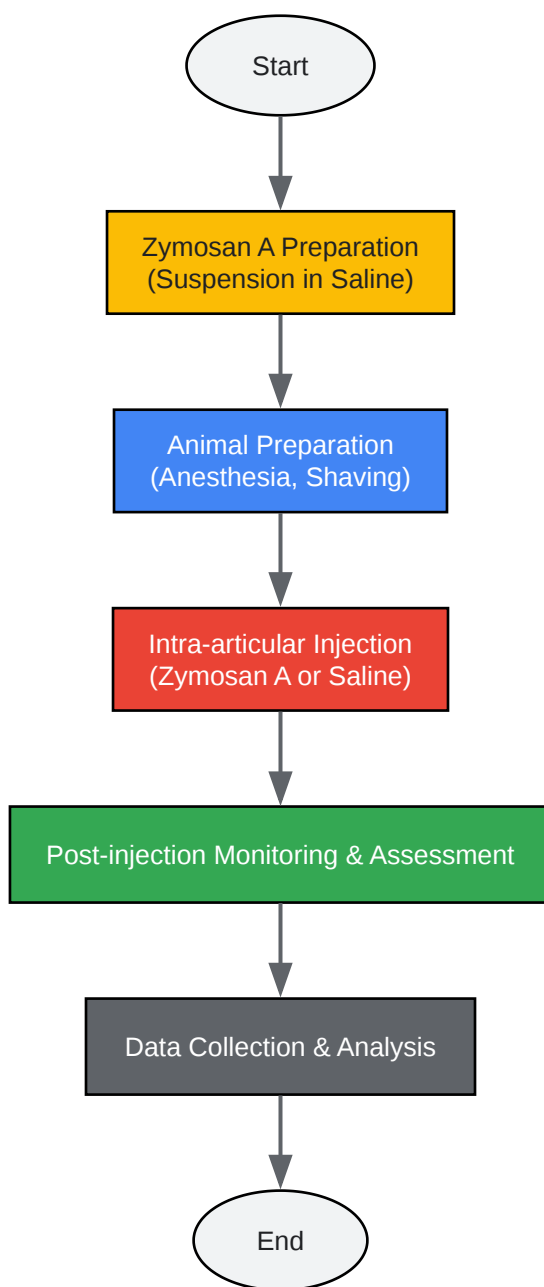 Start
Zymosan A Preparation
(Suspension in Saline)
Animal Preparation
(Anesthesia, Shaving)
Intra-articular Injection
(Zymosan A or Saline)
Post-injection Monitoring & Assessment
Data Collection & Analysis
End